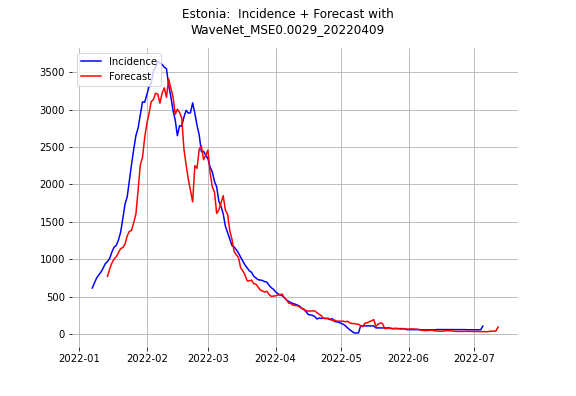 Estonia:  Incidence + Forecast with
WaveNet_MSE0.0029_20220409
Incidence
Forecast
3500
3000
2500
2000
1500
1000
500
0
2022-01 2022-02 2022-03 2022-04 2022-05 2022-06 2022-07